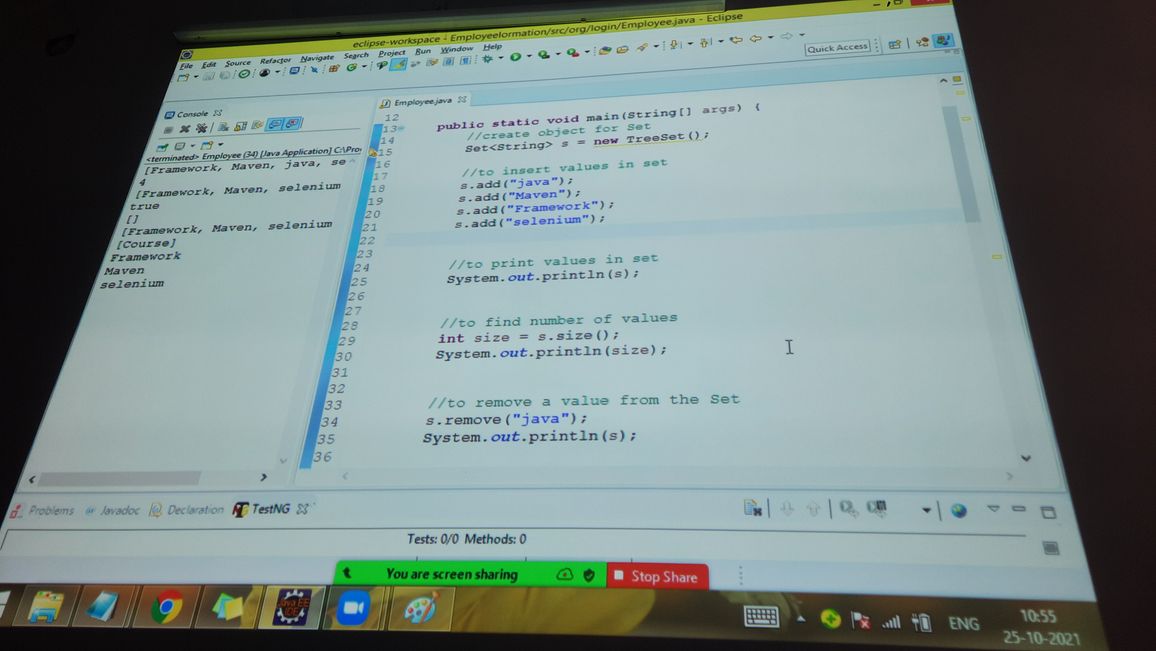 eclipse-workspace - EmployeeIormation/src/org/login/Employee.java - Eclipse
File Edit Source Refactor Navigate Search Project Run Window Help
Quick Access
Console
<terminated> Employee (34) [Java Application] C:\Pro
[Framework, Maven, java, se
4
[Framework, Maven, selenium
true
[]
[Framework, Maven, selenium
[Course]
Framework
Maven
selenium
Employee.java
12
13 public static void main(String[] args) {
14 //create object for Set
15 Set<String> s = new TreeSet();
16
17 //to insert values in set
18 s.add("java");
19 s.add("Maven");
20 s.add("Framework");
21 s.add("selenium");
22
23
24 //to print values in set
25 System.out.println(s);
26
27
28 //to find number of values
29 int size = s.size();
30 System.out.println(size);
31
32
33 //to remove a value from the Set
34 s.remove("java");
35 System.out.println(s);
36
Problems Javadoc Declaration TestNG
Tests: 0/0 Methods: 0
You are screen sharing Stop Share
Java EE
IDE
ENG
10:55
25-10-2021